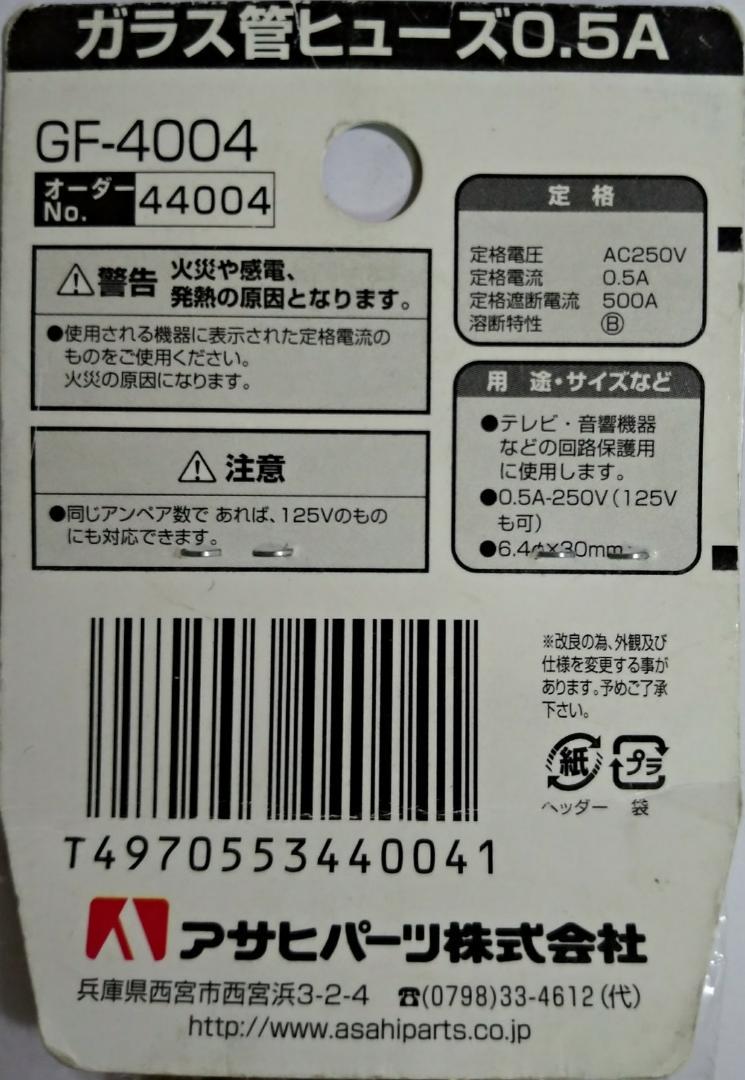 ガラス管ヒューズ0.5A
GF-4004
オーダーNo.
44004
⚠警告 火災や感電、
発熱の原因となります。
●使用される機器に表示された定格電流の
ものをご使用ください。
火災の原因になります。
⚠注意
●同じアンペア数で あれば、125Vのもの
にも対応できます。
定格
定格電圧 AC250V
定格電流 0.5A
定格遮断電流 500A
溶断特性 Ⓑ
用途・サイズなど
●テレビ・音響機器
などの回路保護用
に使用します。
●0.5A-250V(125V
も可)
●6.4φ×30mm
※改良の為、外観及び
仕様を変更する事が
あります。予めご了承
下さい。
紙 プラ
ヘッダー 袋
T4970553440041
アサヒパーツ株式会社
兵庫県西宮市西宮浜3-2-4 ☎(0798)33-4612(代)
http://www.asahiparts.co.jp